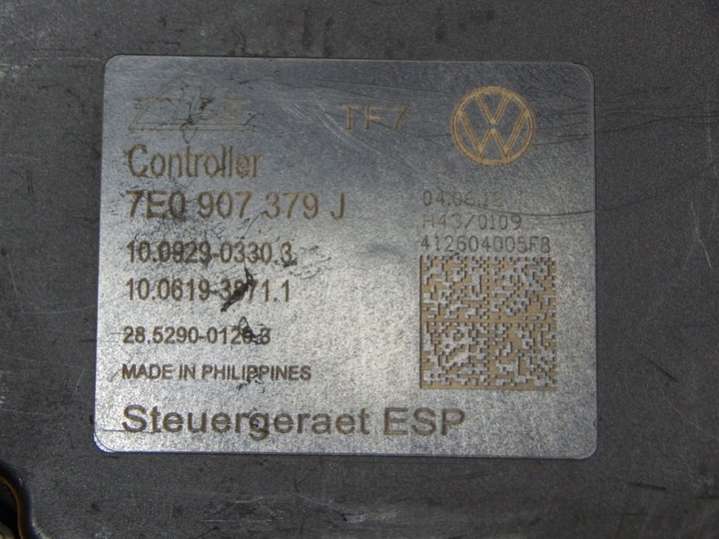 TF7
Controller
7E0 907 379 J
04.06.12
H43/0109
412604005F8
10.0929-0330.3
10.0619-3871.1
28.5290-0120.3
MADE IN PHILIPPINES
Steuergeraet ESP